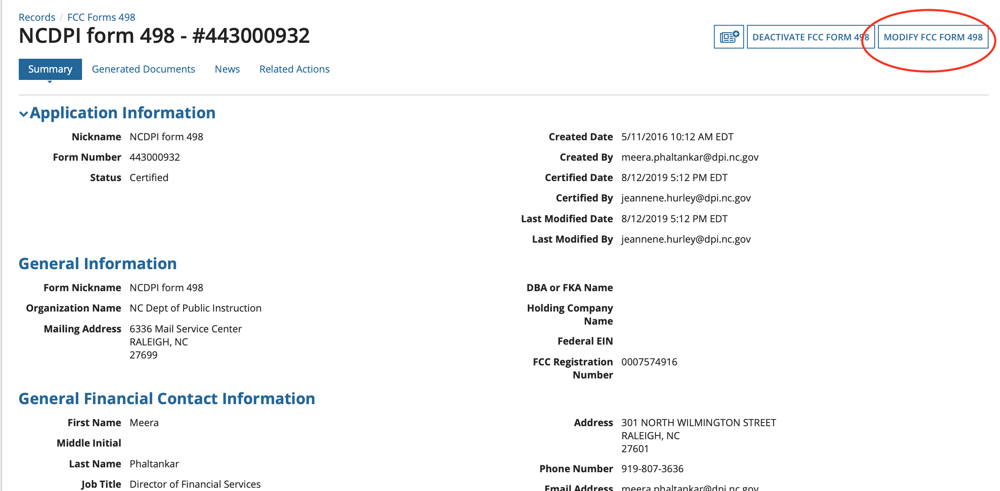 Records / FCC Forms 498
NCDPI form 498 - #443000932
DEACTIVATE FCC FORM 498
MODIFY FCC FORM 498
Summary
Generated Documents
News
Related Actions
Application Information
Nickname NCDPI form 498
Form Number 443000932
Status Certified
Created Date 5/11/2016 10:12 AM EDT
Created By meera.phaltankar@dpi.nc.gov
Certified Date 8/12/2019 5:12 PM EDT
Certified By jeannene.hurley@dpi.nc.gov
Last Modified Date 8/12/2019 5:12 PM EDT
Last Modified By jeannene.hurley@dpi.nc.gov
General Information
Form Nickname NCDPI form 498
Organization Name NC Dept of Public Instruction
Mailing Address 6336 Mail Service Center
RALEIGH, NC
27699
DBA or FKA Name
Holding Company
Name
Federal EIN
FCC Registration 0007574916
Number
General Financial Contact Information
First Name Meera
Middle Initial
Last Name Phaltankar
Job Title Director of Financial Services
Address 301 NORTH WILMINGTON STREET
RALEIGH, NC
27601
Phone Number 919-807-3636
Email Address meera.phaltankar@dpi.nc.gov